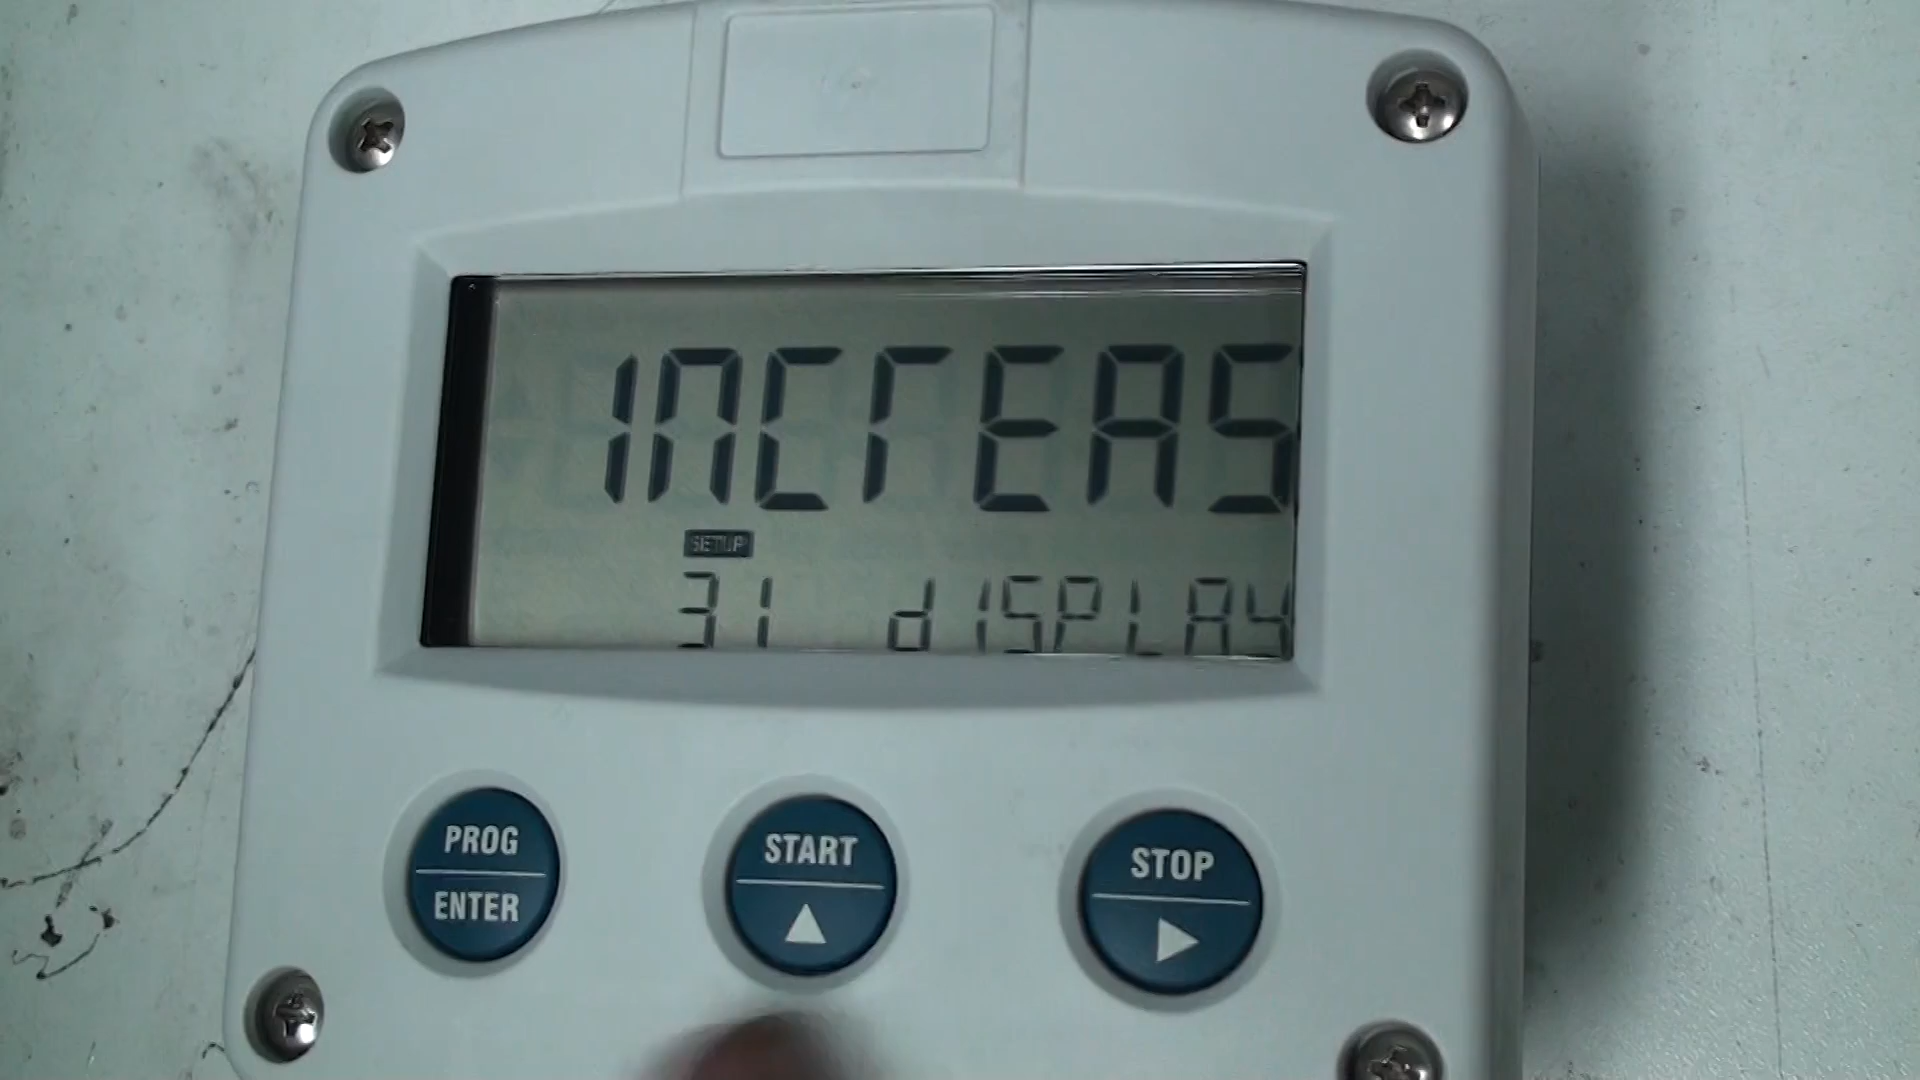 INCrEAS
SETUP
31 dISPLAY
PROG
ENTER
START
STOP